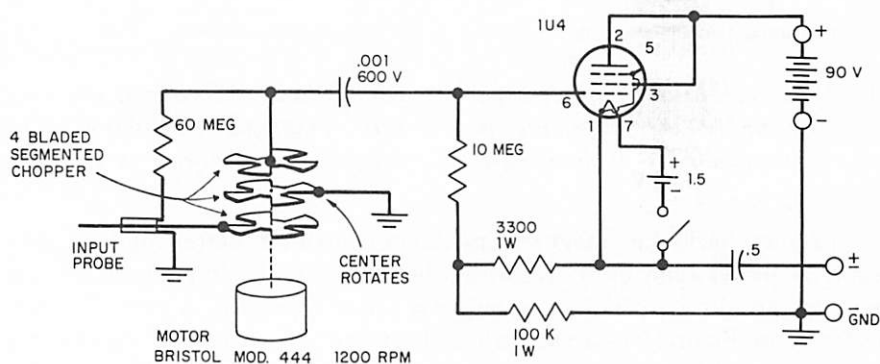 1U4
.001
600 V
2
5
+
6
3
90 V
60 MEG
4 BLADED
SEGMENTED
CHOPPER
1
7
-
10 MEG
+
1.5
-
3300
1W
.5
±
INPUT
PROBE
CENTER
ROTATES
100 K
1W
-
GND
MOTOR
BRISTOL MOD. 444 1200 RPM